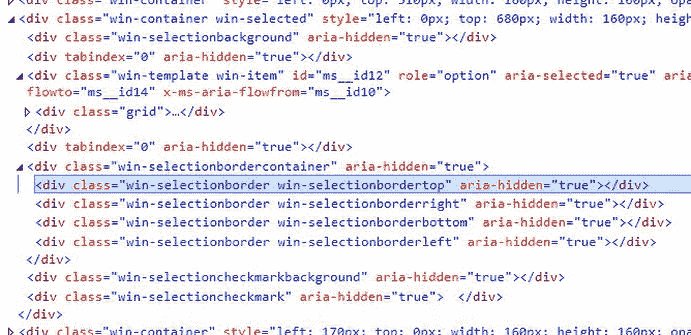 <div class="win-container" style="left: 0px; top: 510px; width: 160px; height: 160px; o
◢ <div class="win-container win-selected" style="left: 0px; top: 680px; width: 160px; heig
<div class="win-selectionbackground" aria-hidden="true"></div>
<div tabindex="0" aria-hidden="true"></div>
◢ <div class="win-template win-item" id="ms__id12" role="option" aria-selected="true" aria
flowto="ms__id14" x-ms-aria-flowfrom="ms__id10">
▷ <div class="grid">…</div>
</div>
<div tabindex="0" aria-hidden="true"></div>
◢ <div class="win-selectionbordercontainer" aria-hidden="true">
<div class="win-selectionborder win-selectionbordertop" aria-hidden="true"></div>
<div class="win-selectionborder win-selectionborderright" aria-hidden="true"></div>
<div class="win-selectionborder win-selectionborderbottom" aria-hidden="true"></div>
<div class="win-selectionborder win-selectionborderleft" aria-hidden="true"></div>
</div>
<div class="win-selectioncheckmarkbackground" aria-hidden="true"></div>
<div class="win-selectioncheckmark" aria-hidden="true">  </div>
</div>
▷ <div class="win-container" style="left: 170px; top: 0px; width: 160px; height: 160px;